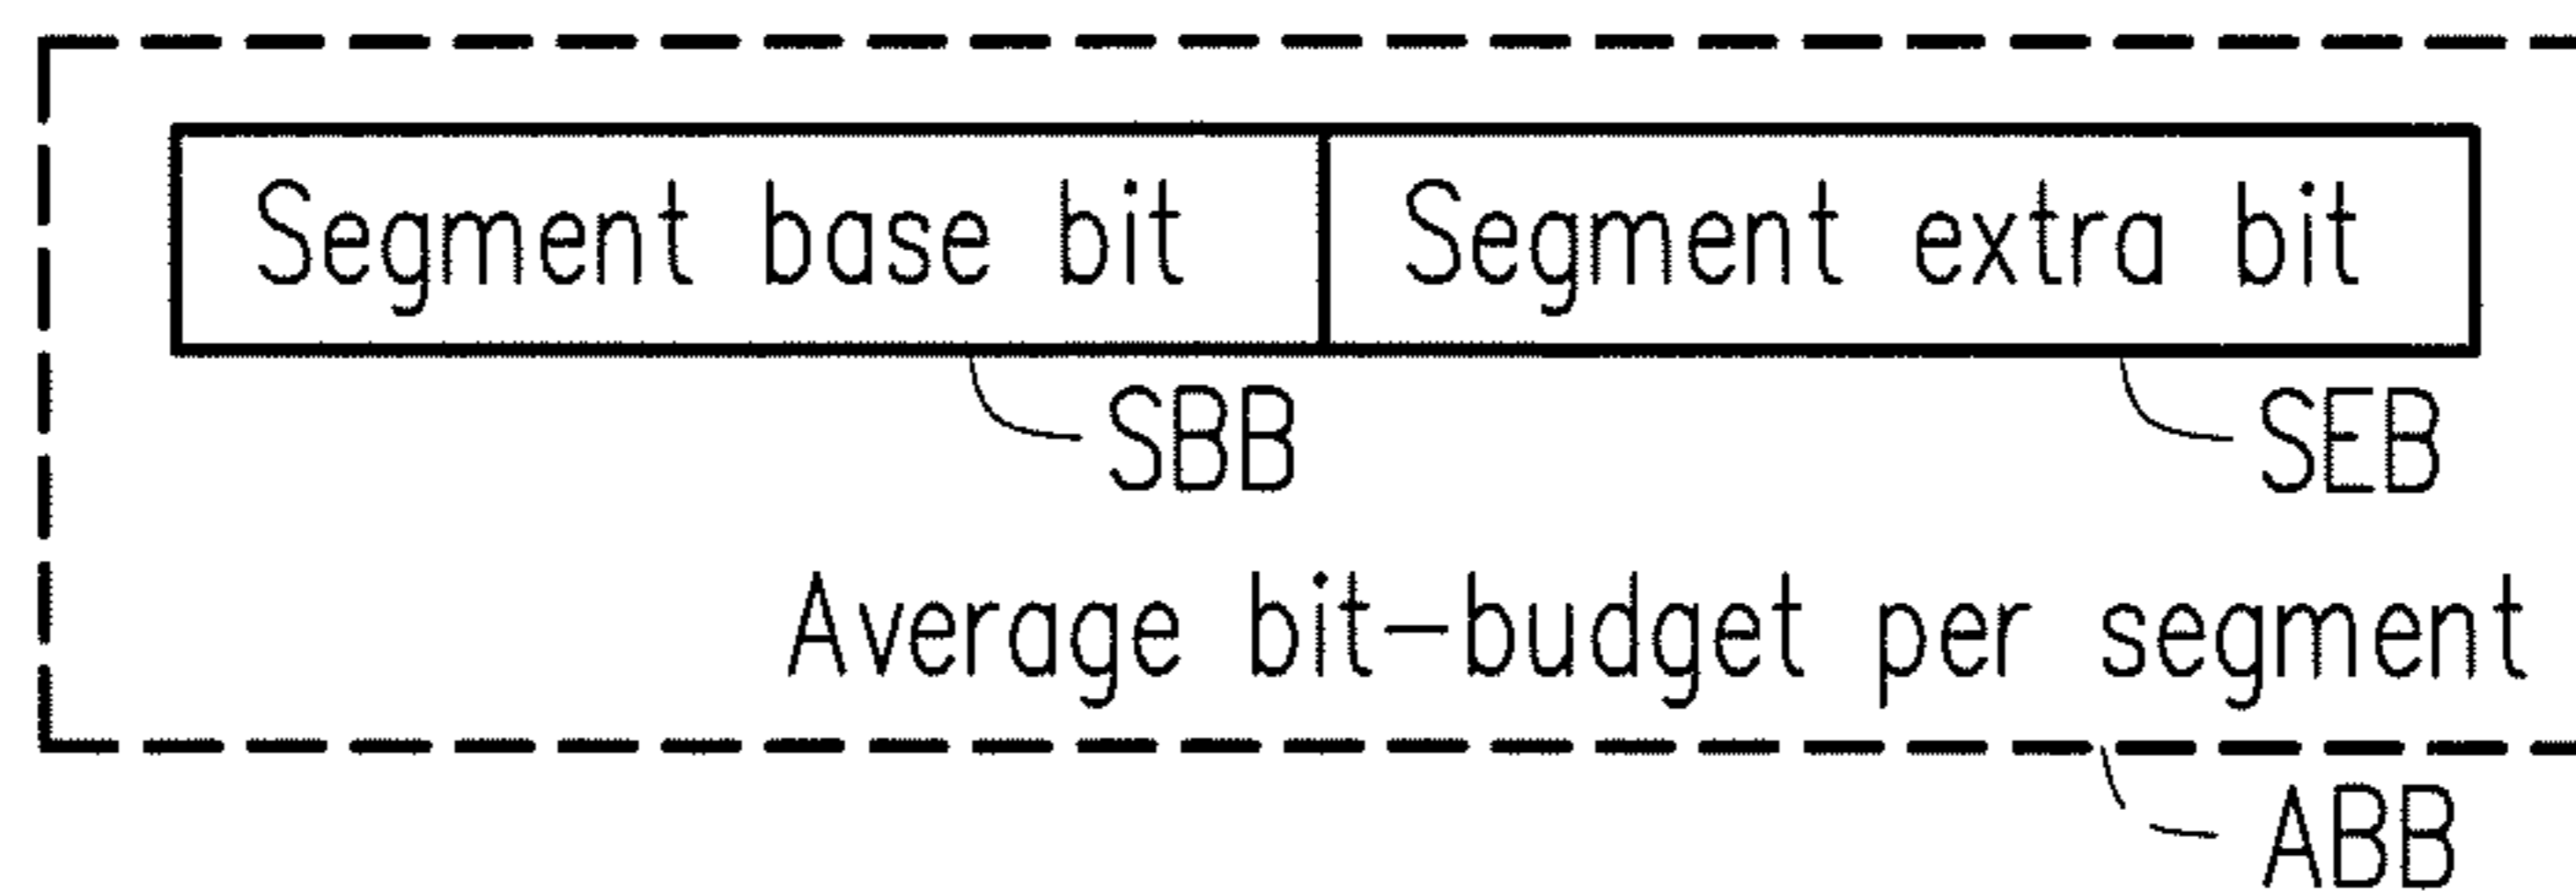 Segment base bit Segment extra bit
SBB SEB
Average bit-budget per segment
ABB